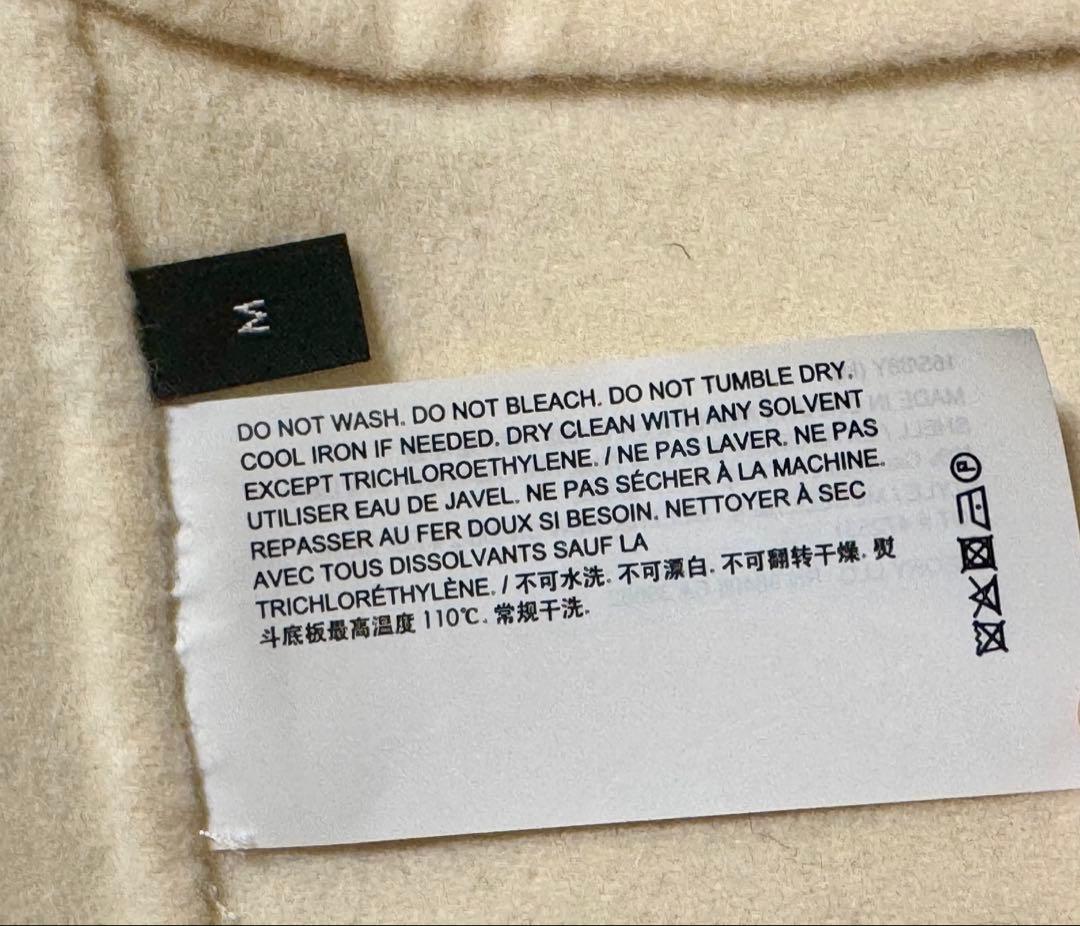 M
DO NOT WASH. DO NOT BLEACH. DO NOT TUMBLE DRY.
COOL IRON IF NEEDED. DRY CLEAN WITH ANY SOLVENT
EXCEPT TRICHLOROETHYLENE. / NE PAS LAVER. NE PAS
UTILISER EAU DE JAVEL. NE PAS SÉCHER À LA MACHINE.
REPASSER AU FER DOUX SI BESOIN. NETTOYER À SEC
AVEC TOUS DISSOLVANTS SAUF LA
TRICHLORÉTHYLÈNE. / 不可水洗. 不可漂白. 不可翻转干燥. 熨
斗底板最高温度 110℃. 常规干洗.
P